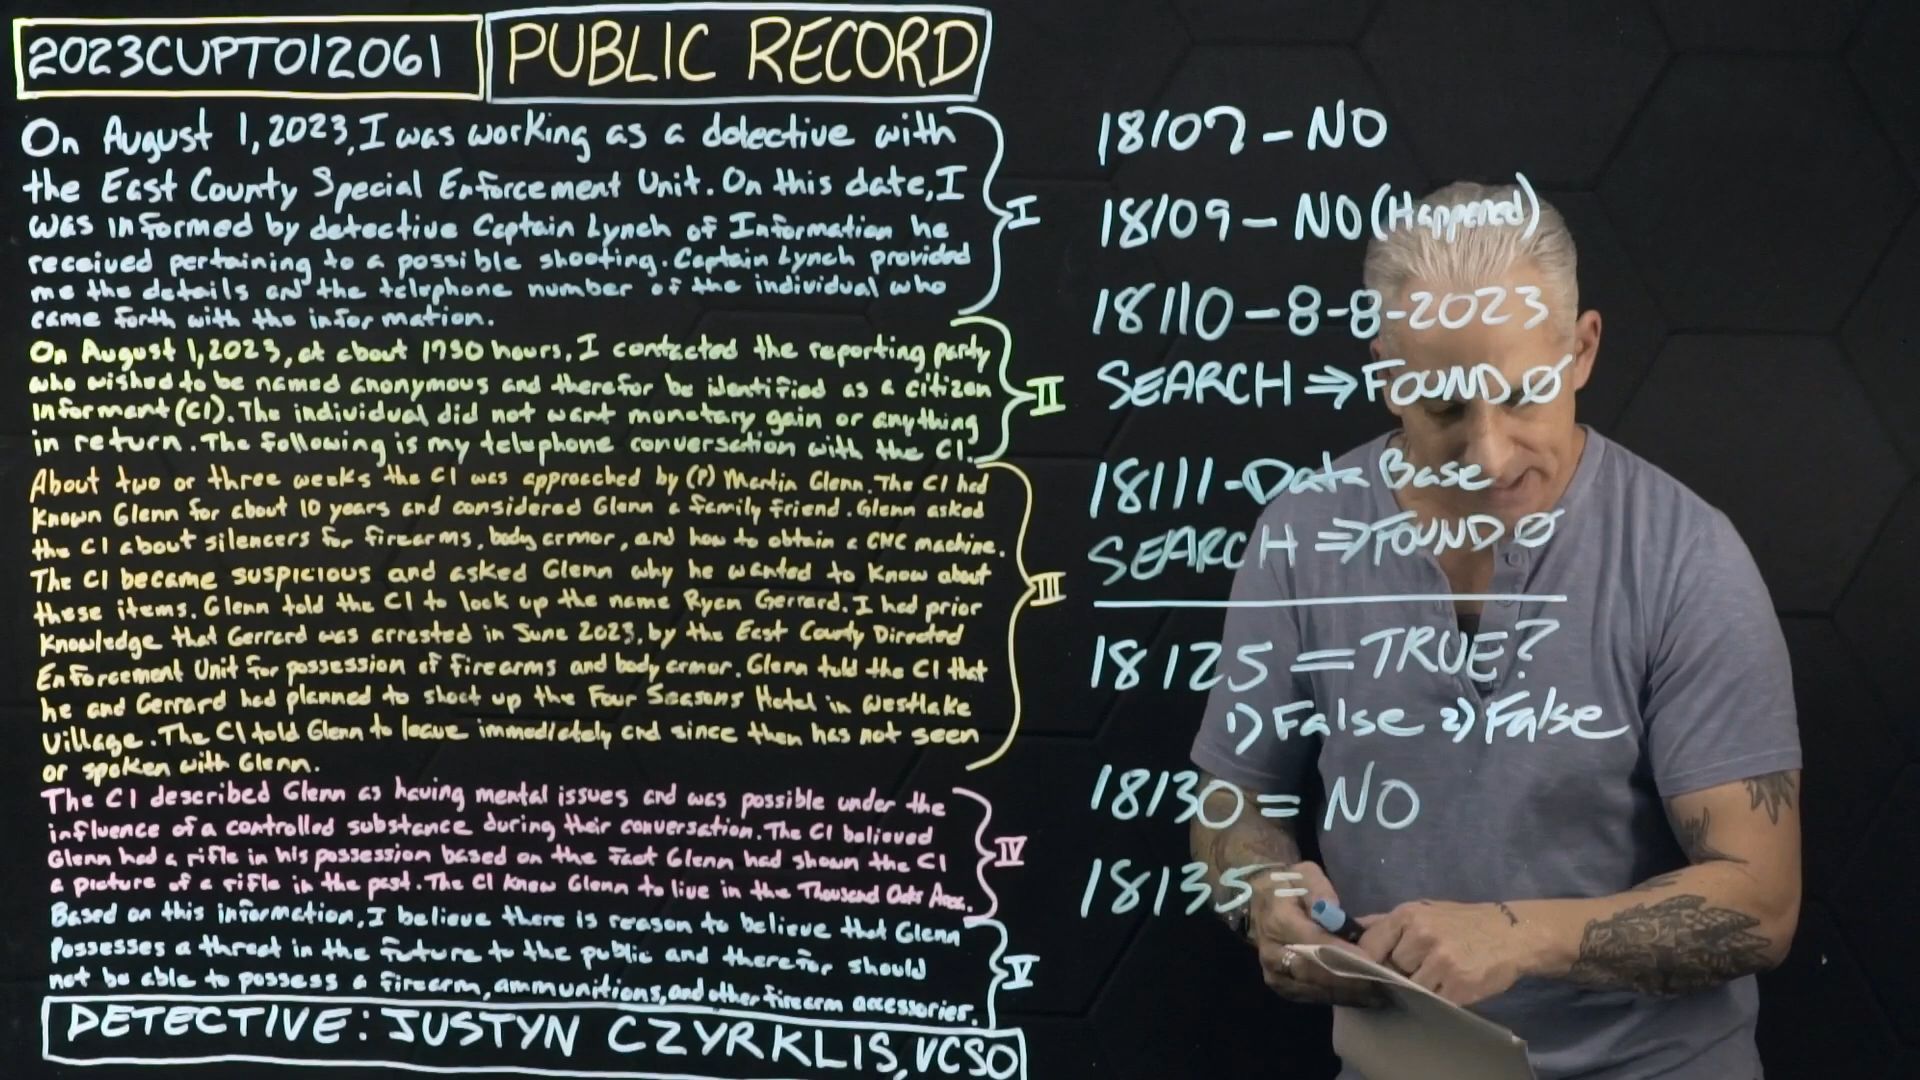 2023CUPT012061
PUBLIC RECORD
On August 1, 2023, I was working as a detective with
the East County Special Enforcement Unit. On this date, I
was informed by detective Captain Lynch of Information he
received pertaining to a possible shooting. Captain Lynch provided
me the details and the telephone number of the individual who
came forth with the information.
I
On August 1, 2023, at about 1730 hours, I contacted the reporting party
who wished to be named anonymous and therefor be identified as a citizen
informant (CI). The individual did not want monetary gain or anything
in return. The following is my telephone conversation with the CI.
II
About two or three weeks the CI was approached by (P) Martin Glenn. The CI had
known Glenn for about 10 years and considered Glenn a family friend. Glenn asked
the CI about silencers for firearms, body armor, and how to obtain a CNC machine.
The CI became suspicious and asked Glenn why he wanted to know about
these items. Glenn told the CI to look up the name Ryan Gerrard. I had prior
knowledge that Gerrard was arrested in June 2023, by the East County Directed
Enforcement Unit for possession of firearms and body armor. Glenn told the CI that
he and Gerrard had planned to shoot up the Four Seasons Hotel in Westlake
Village. The CI told Glenn to leave immediately and since then has not seen
or spoken with Glenn.
III
The CI described Glenn as having mental issues and was possible under the
influence of a controlled substance during their conversation. The CI believed
Glenn had a rifle in his possession based on the fact Glenn had shown the CI
a picture of a rifle in the past. The CI knew Glenn to live in the Thousand Oaks Area.
IV
Based on this information, I believe there is reason to believe that Glenn
possesses a threat in the future to the public and therefor should
not be able to possess a firearm, ammunitions, and other firearm accessories.
V
DETECTIVE: JUSTYN CZYRKLIS, VCSO
18107 - NO
18109 - NO (Happened)
18110 - 8-8-2023
SEARCH ⇒ FOUND Ø
18111 - Data Base
SEARCH ⇒ FOUND Ø
18125 = TRUE?
1) False 2) False
18130 = NO
18135 =